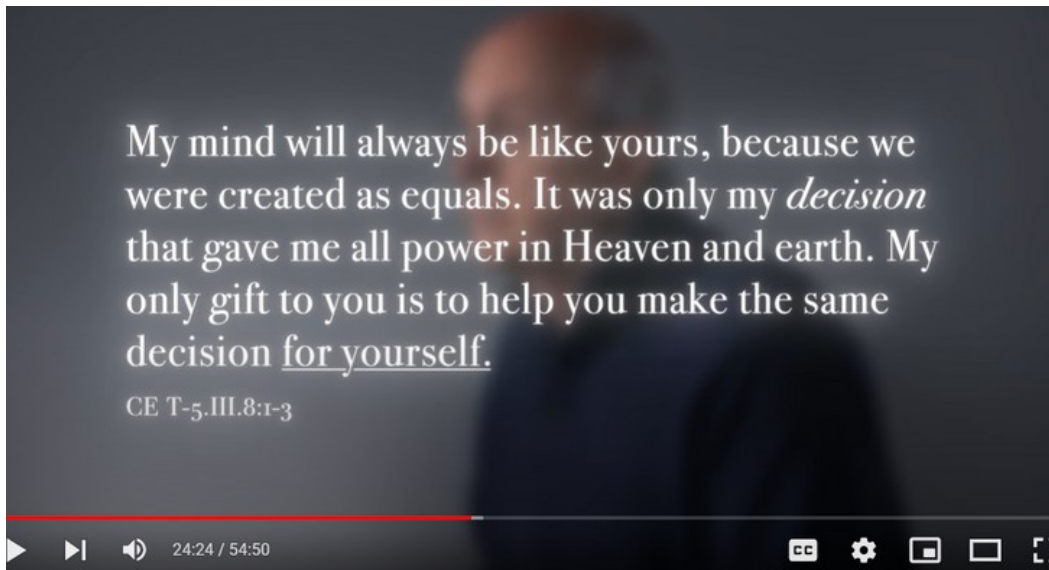 My mind will always be like yours, because we
were created as equals. It was only my decision
that gave me all power in Heaven and earth. My
only gift to you is to help you make the same
decision for yourself.
CE T-5.III.8:1-3
24:24 / 54:50
CC